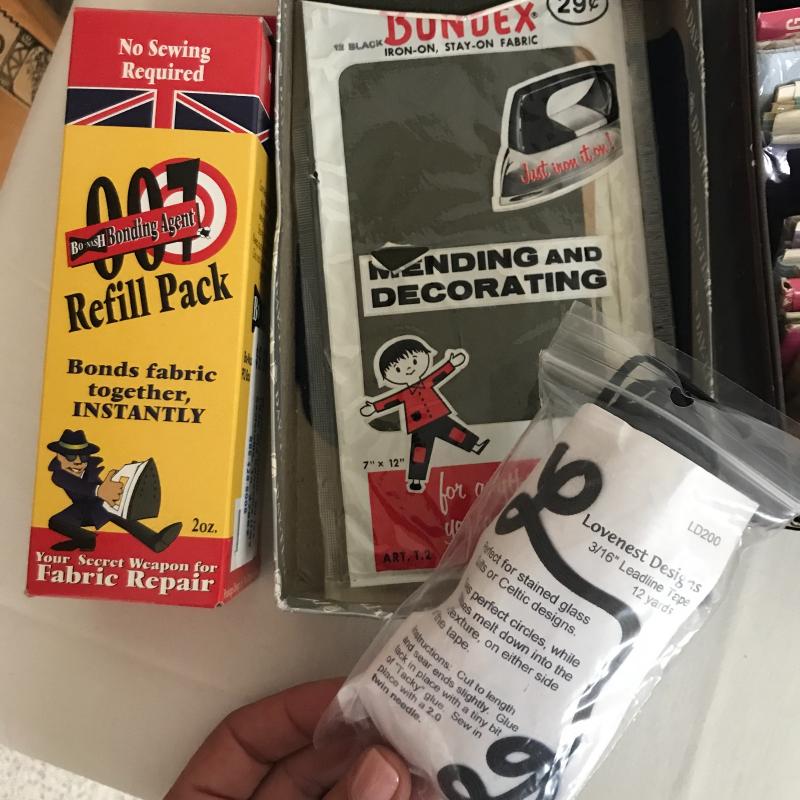 No Sewing
Required
007
Bo-Nash Bonding Agent
Refill Pack
Bonds fabric
together,
INSTANTLY
2oz.
Your Secret Weapon for
Fabric Repair
BONDEX®
29¢
12 BLACK
IRON-ON, STAY-ON FABRIC
Just iron it on!
MENDING AND
DECORATING
7" x 12"
for
ART.
LD200
Lovenest Designs
3/16" Leadline Tape
12 yards
Perfect for stained glass
or Celtic designs.
perfect circles, while
melt down into the
texture, on either side
the tape.
Instructions: Cut to length
and sear ends slightly. Glue
tack in place with a tiny bit
of "Tacky" glue. Sew in
place with a 2.0
twin needle.